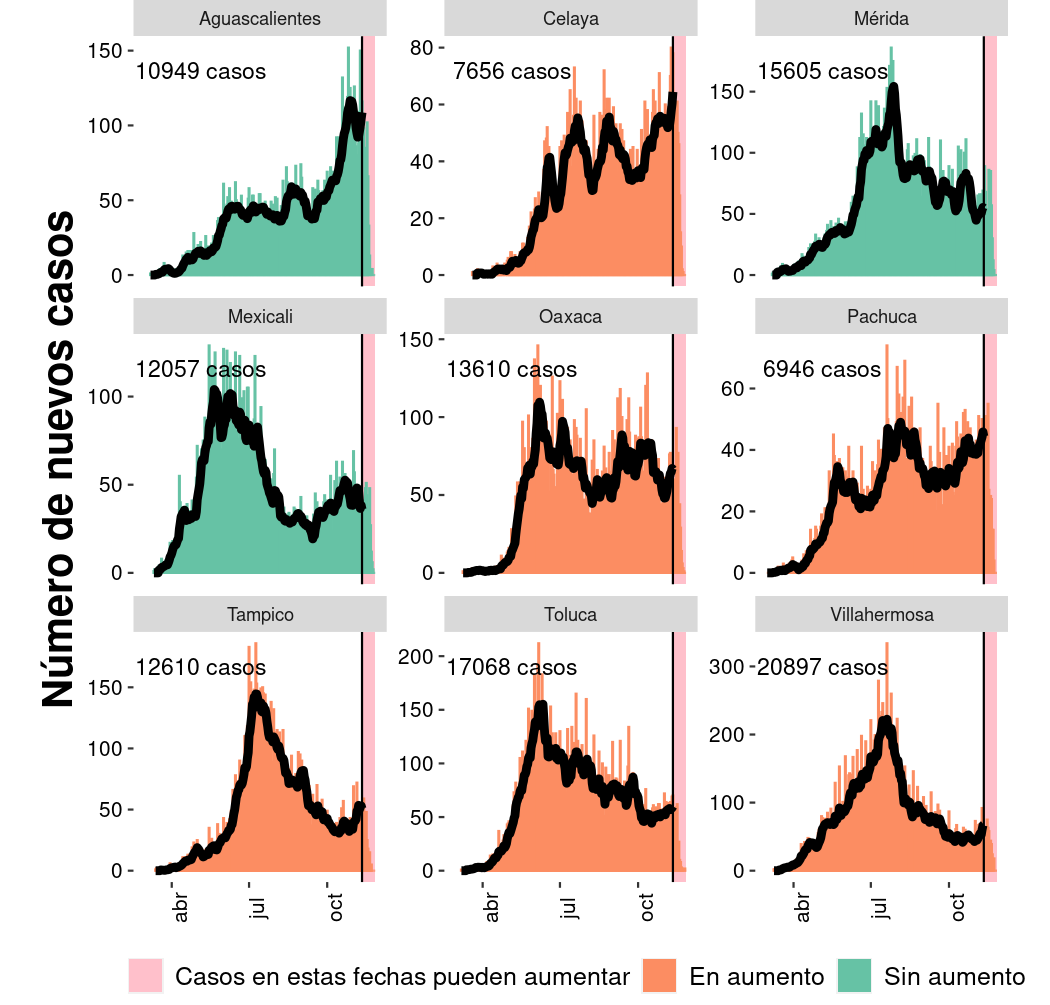 Número de nuevos casos
Aguascalientes
10949 casos
150
100
50
0
Celaya
7656 casos
80
60
40
20
0
Mérida
15605 casos
150
100
50
0
Mexicali
12057 casos
100
50
0
Oaxaca
13610 casos
150
100
50
0
Pachuca
6946 casos
60
40
20
0
Tampico
12610 casos
150
100
50
0
abr
jul
oct
Toluca
17068 casos
200
150
100
50
0
abr
jul
oct
Villahermosa
20897 casos
300
200
100
0
abr
jul
oct
Casos en estas fechas pueden aumentar
En aumento
Sin aumento